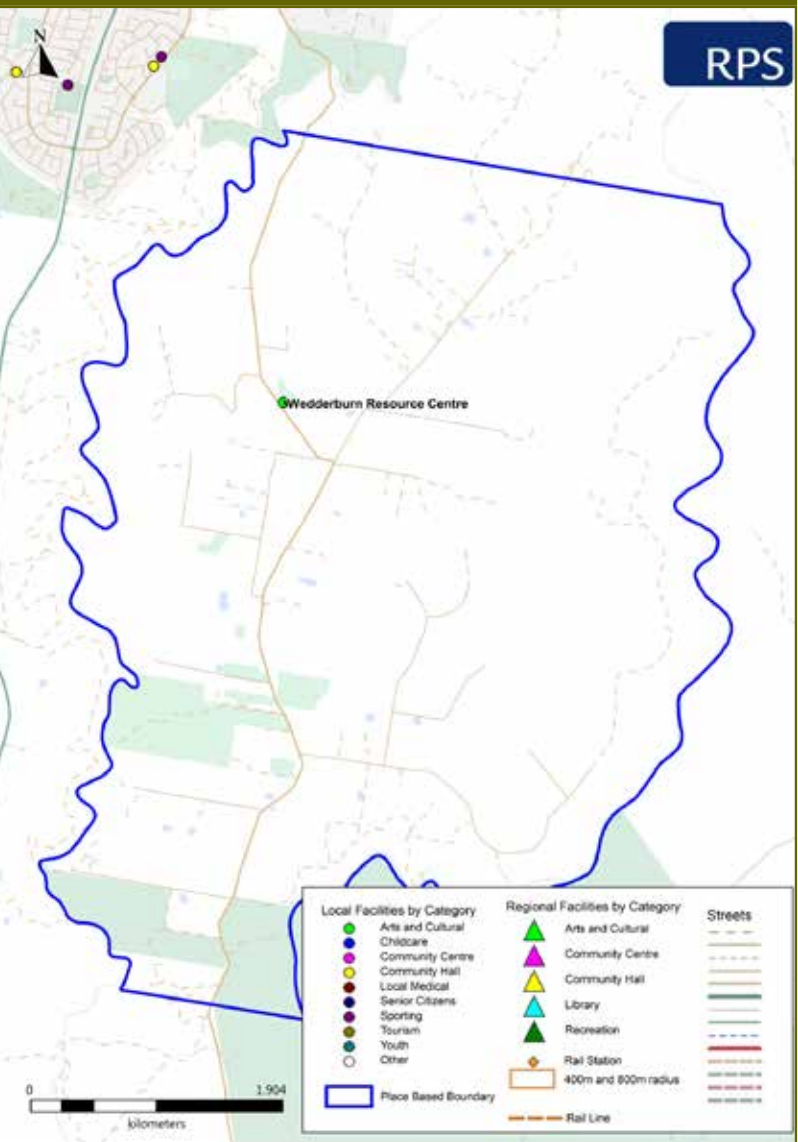 N
RPS
Wedderburn Resource Centre
Local Facilities by Category
Arts and Cultural
Childcare
Community Centre
Community Hall
Local Medical
Senior Citizens
Sporting
Tourism
Youth
Other
Place Based Boundary
Regional Facilities by Category
Arts and Cultural
Community Centre
Community Hall
Library
Recreation
Rail Station
400m and 800m radius
Rail Line
Streets
0 1.904
kilometers